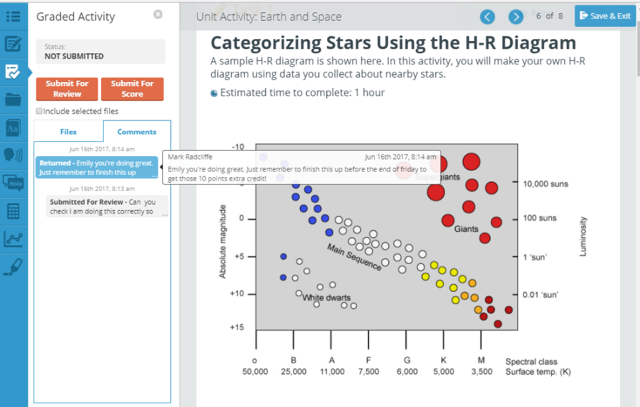 Graded Activity
Unit Activity: Earth and Space
6 of 8
Save & Exit
Status:
NOT SUBMITTED
Submit For Review
Submit For Score
Include selected files
Files
Comments
Jun 16th 2017, 8:14 am
Returned - Emily you're doing great.
Just remember to finish this up
Jun 16th 2017, 8:13 am
Submitted For Review - Can you
check I am doing this correctly so
Mark Radcliffe
Jun 16th 2017, 8:14 am
Emily you're doing great. Just remember to finish this up before the end of friday to
get those 10 points extra credit!
Categorizing Stars Using the H-R Diagram
A sample H-R diagram is shown here. In this activity, you will make your own H-R
diagram using data you collect about nearby stars.
Estimated time to complete: 1 hour
-10
0
+5
+10
+15
Absolute magnitude
Supergiants
Giants
Main Sequence
White dwarts
10,000 suns
100 suns
1 'sun'
0.01 'sun'
Luminosity
o B A F G K M Spectral class
50,000 25,000 11,000 7,500 6,000 5,000 3,500 Surface temp. (K)